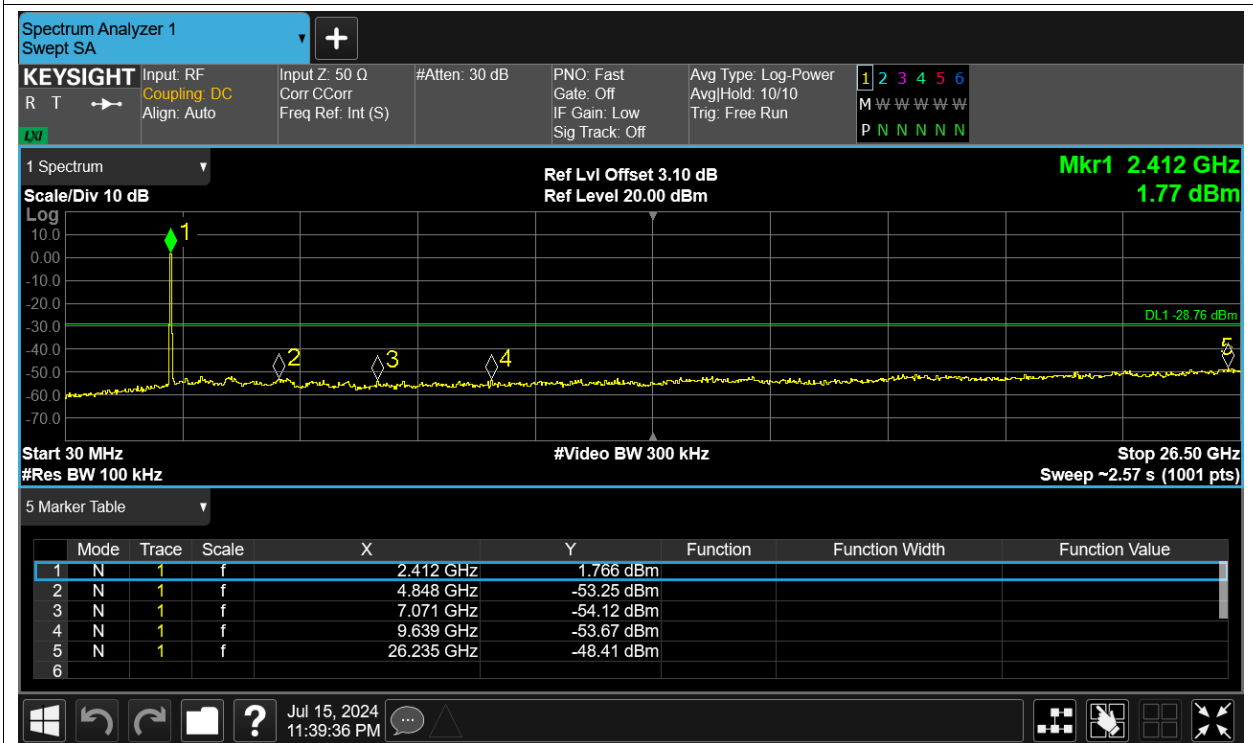 Spectrum Analyzer 1
Swept SA
KEYSIGHT
R T
LXI
Input: RF
Coupling: DC
Align: Auto
Input Z: 50 Ω
Corr CCorr
Freq Ref: Int (S)
#Atten: 30 dB
PNO: Fast
Gate: Off
IF Gain: Low
Sig Track: Off
Avg Type: Log-Power
Avg|Hold: 10/10
Trig: Free Run
1 2 3 4 5 6
M W W W W W
P N N N N N
1 Spectrum
Scale/Div 10 dB
Ref Lvl Offset 3.10 dB
Ref Level 20.00 dBm
Mkr1 2.412 GHz
1.77 dBm
Log
10.0
0.00
-10.0
-20.0
-30.0
-40.0
-50.0
-60.0
-70.0
1
2
3
4
5
DL1 -28.76 dBm
Start 30 MHz
#Video BW 300 kHz
Stop 26.50 GHz
#Res BW 100 kHz
Sweep ~2.57 s (1001 pts)
5 Marker Table
Mode Trace Scale X Y Function Function Width Function Value
1 N 1 f 2.412 GHz 1.766 dBm
2 N 1 f 4.848 GHz -53.25 dBm
3 N 1 f 7.071 GHz -54.12 dBm
4 N 1 f 9.639 GHz -53.67 dBm
5 N 1 f 26.235 GHz -48.41 dBm
6
?
Jul 15, 2024
11:39:36 PM